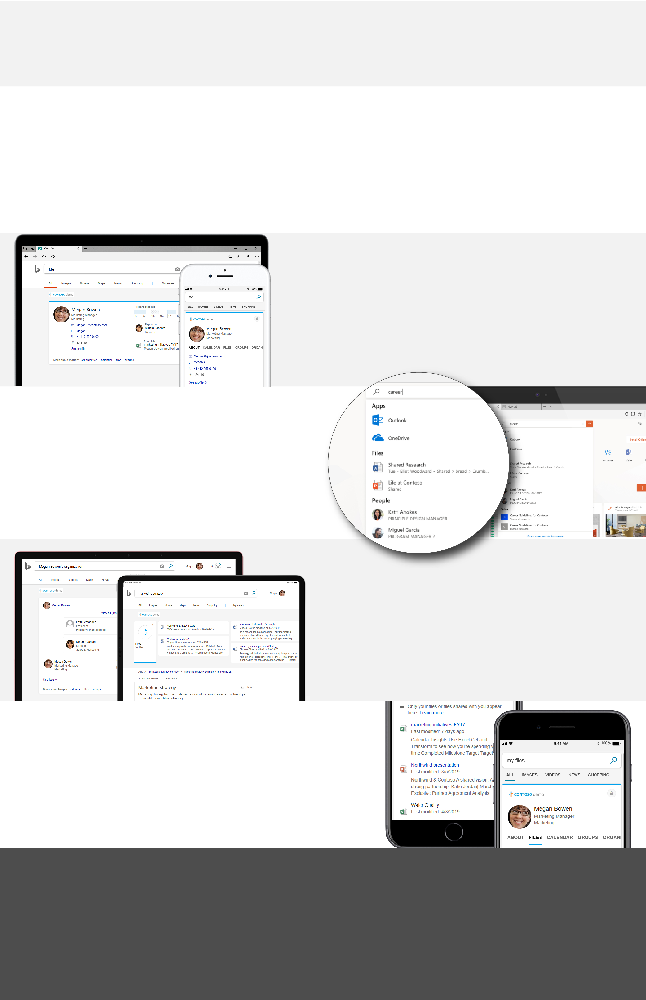 Me - Bing
Me
All Images Videos Maps News Shopping | My saves
CONTOSO demo
Megan Bowen
Marketing Manager
Marketing
MeganB@contoso.com
MeganB
+1 412 555 0109
12/1110
See profile
Today's schedule
8a 9a 10a 11a 12p
Reports to
Miriam Graham
Director
Recent file
marketing-initiatives-FY17
Megan Bowen modified on
More about Megan: organization · calendar · files · groups
9:41 AM 100%
me
ALL IMAGES VIDEOS NEWS SHOPPING
CONTOSO demo
Megan Bowen
Marketing Manager
Marketing
ABOUT CALENDAR FILES GROUPS ORGANI
MeganB@contoso.com
MeganB
+1 412 555 0109
12/1110
See profile
career
Apps
Outlook
OneDrive
Files
Shared Research
Tue • Eliot Woodward • Shared > bread > Crumb...
Life at Contoso
Shared
People
Katri Ahokas
PRINCIPLE DESIGN MANAGER
Miguel Garcia
PROGRAM MANAGER 2
New tab
career
Install Office
Outlook
OneDrive
Yammer Visio
Shared Research
Tue • Eliot Woodward • Shared > bread > Crumb...
Life at Contoso
Shared
Katri Ahokas
PRINCIPLE DESIGN MANAGER
Miguel Garcia
PROGRAM MANAGER 2
Sites
HR Career Guidelines for Contoso
Shared documents
O Career Guidelines for Contoso
Human Resources
Show more results for career
Alba Arteaga edited this
Yesterday at 9:35 AM
Megan Bowen's organization
Megan 50
All Images Videos Maps News
CONTOSO demo
Megan Bowen
View all (+0)
Patti Fernandez
President
Executive Management
Miriam Graham
Director
Sales & Marketing
Megan Bowen
Marketing Manager
Marketing
See less
More about Megan: calendar · files · groups
9:41 AM Tue Oct 30 100%
marketing strategy
Megan
All Images Videos Maps News Shopping | My saves
CONTOSO demo
Files
5+ files
Marketing Strategy Future
MOD Administrator modified on 10/25/2016
Marketing Goals Q2
Megan Bowen modified on 7/30/2018
Work on improving where we are ... Build off of our
previous sucesses ... Streamlining Shipping Costs for
France and Germany ... Re-Organize in France are
International Marketing Strategies
Megan Bowen modified on 6/26/2015
be a reason for this packaging—our marketing
research shows that every element should help ...
and was shown in the accompanying marketing
Quarterly campaign Sales Strategy
Christie Cline modified on 5/8/2017
Strategy will include one major campaign per quarter
with minor modifications only for the ... Final strategy
must include the following considerations ... Director,
Also try: marketing strategy definition · marketing strategy example · marketing st...
38,900,000 Results Any time
Marketing strategy
Share
Marketing strategy has the fundamental goal of increasing sales and achieving a
sustainable competitive advantage.
Only your files or files shared with you appear
here. Learn more
marketing-initiatives-FY17
Last modified: 7 days ago
Calendar Insights Use Excel Get and
Transform to see how you're spending y
time Completed Milestone Target Target
Northwind presentation
Last modified: 3/5/2019
Northwind & Contoso A shared vision. A
strong partnership. Katie Jordan| March
Exclusive Partner Agreement Analysis
Water Quality
Last modified: 4/3/2019
9:41 AM 100%
my files
ALL IMAGES VIDEOS NEWS SHOPPING
CONTOSO demo
Megan Bowen
Marketing Manager
Marketing
ABOUT FILES CALENDAR GROUPS ORGANI